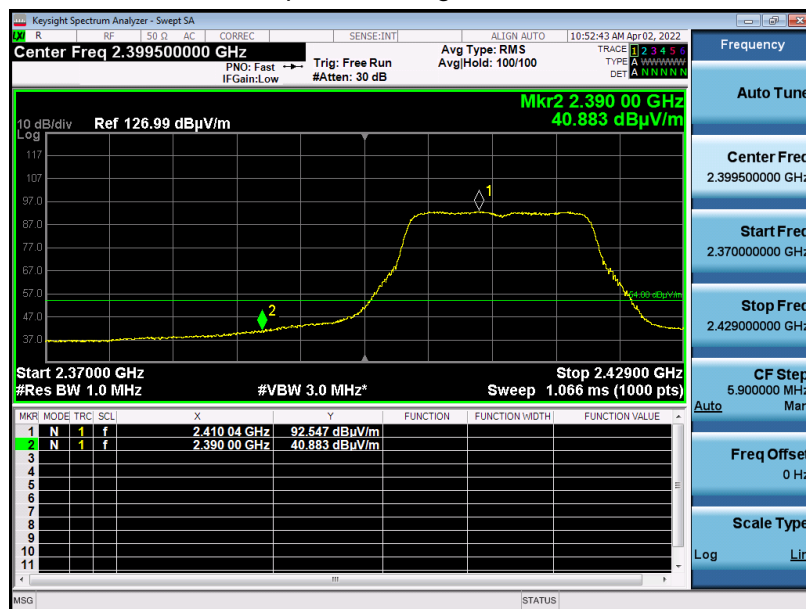 Keysight Spectrum Analyzer - Swept SA
LXI R RF 50 Ω AC CORREC SENSE:INT ALIGN AUTO 10:52:43 AM Apr 02, 2022
Center Freq 2.399500000 GHz
PNO: Fast
IFGain:Low
Trig: Free Run
#Atten: 30 dB
Avg Type: RMS
Avg|Hold: 100/100
TRACE 1 2 3 4 5 6
TYPE A WWWWW
DET A N N N N N
Mkr2 2.390 00 GHz
40.883 dBµV/m
10 dB/div Ref 126.99 dBµV/m
Log
117
107
97.0
87.0
77.0
67.0
57.0
47.0
37.0
1
2
54.00 dBµV/m
Start 2.37000 GHz Stop 2.42900 GHz
#Res BW 1.0 MHz #VBW 3.0 MHz* Sweep 1.066 ms (1000 pts)
MKR MODE TRC SCL X Y FUNCTION FUNCTION WIDTH FUNCTION VALUE
1 N 1 f 2.410 04 GHz 92.547 dBµV/m
2 N 1 f 2.390 00 GHz 40.883 dBµV/m
3
4
5
6
7
8
9
10
11
MSG STATUS
Frequency
Auto Tune
Center Freq
2.399500000 GHz
Start Freq
2.370000000 GHz
Stop Freq
2.429000000 GHz
CF Step
5.900000 MHz
Auto Man
Freq Offset
0 Hz
Scale Type
Log Lin